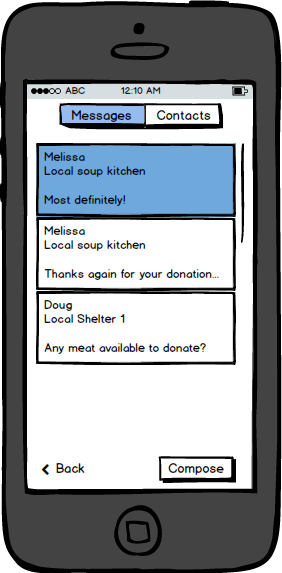 ABC 12:10 AM
Messages Contacts
Melissa
Local soup kitchen
Most definitely!
Melissa
Local soup kitchen
Thanks again for your donation...
Doug
Local Shelter 1
Any meat available to donate?
Back Compose